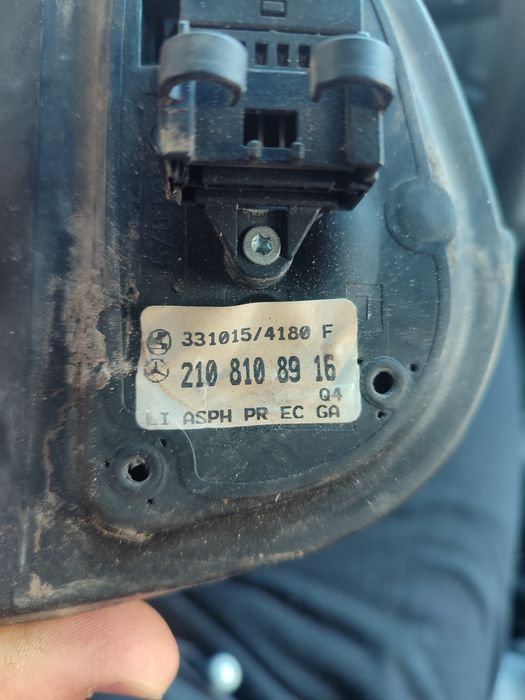 331015/4180 F
210 810 89 16
Q4
LI ASPH PR EC GA